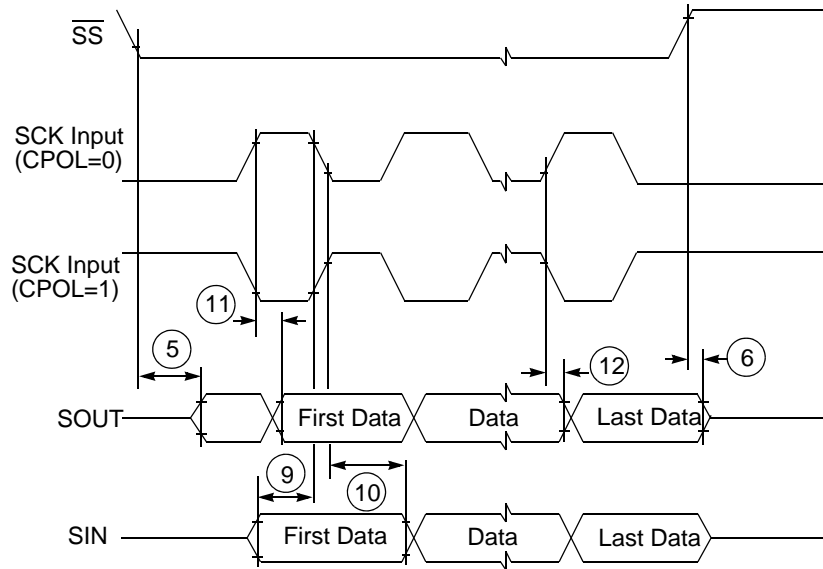 SS
SCK Input
(CPOL=0)
SCK Input
(CPOL=1)
11
5
12
6
SOUT
First Data
Data
Last Data
9
10
SIN
First Data
Data
Last Data